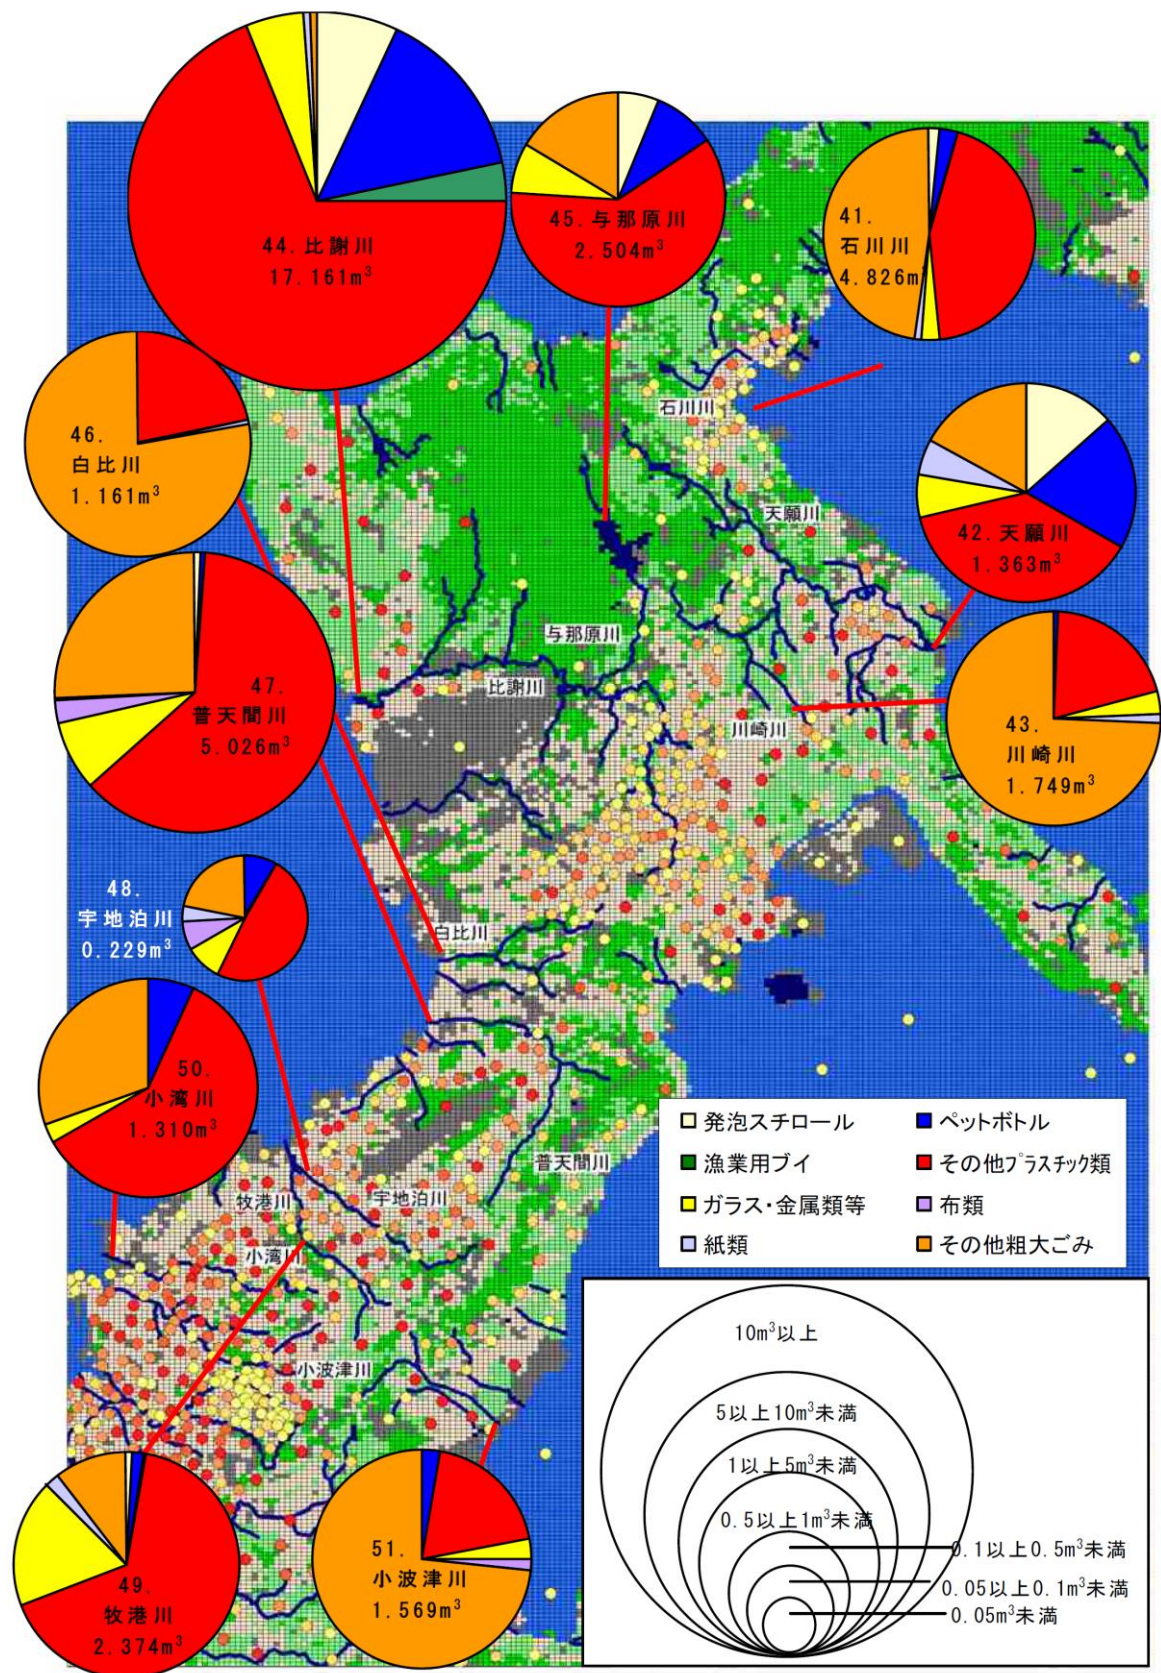 44. 比謝川
17.161m³
45. 与那原川
2.504m³
41.
石川川
4.826m³
46.
白比川
1.161m³
石川川
天願川
42. 天願川
1.363m³
47.
普天間川
5.026m³
与那原川
比謝川
川崎川
43.
川崎川
1.749m³
48.
宇地泊川
0.229m³
白比川
50.
小湾川
1.310m³
発泡スチロール
ペットボトル
漁業用ブイ
その他プラスチック類
ガラス・金属類等
布類
紙類
その他粗大ごみ
普天間川
牧港川
宇地泊川
小湾川
小波津川
10m³以上
5以上10m³未満
1以上5m³未満
0.5以上1m³未満
0.1以上0.5m³未満
0.05以上0.1m³未満
0.05m³未満
49.
牧港川
2.374m³
51.
小波津川
1.569m³